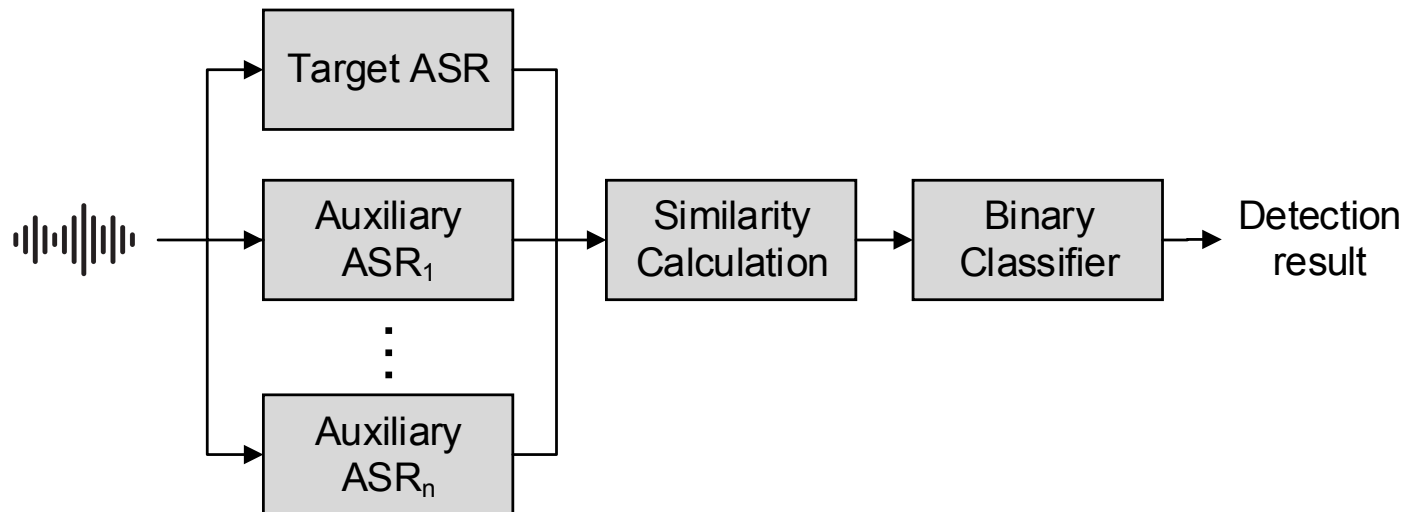 Target ASR
Auxiliary
ASR₁
Similarity
Calculation
Binary
Classifier
Detection
result
Auxiliary
ASRₙ